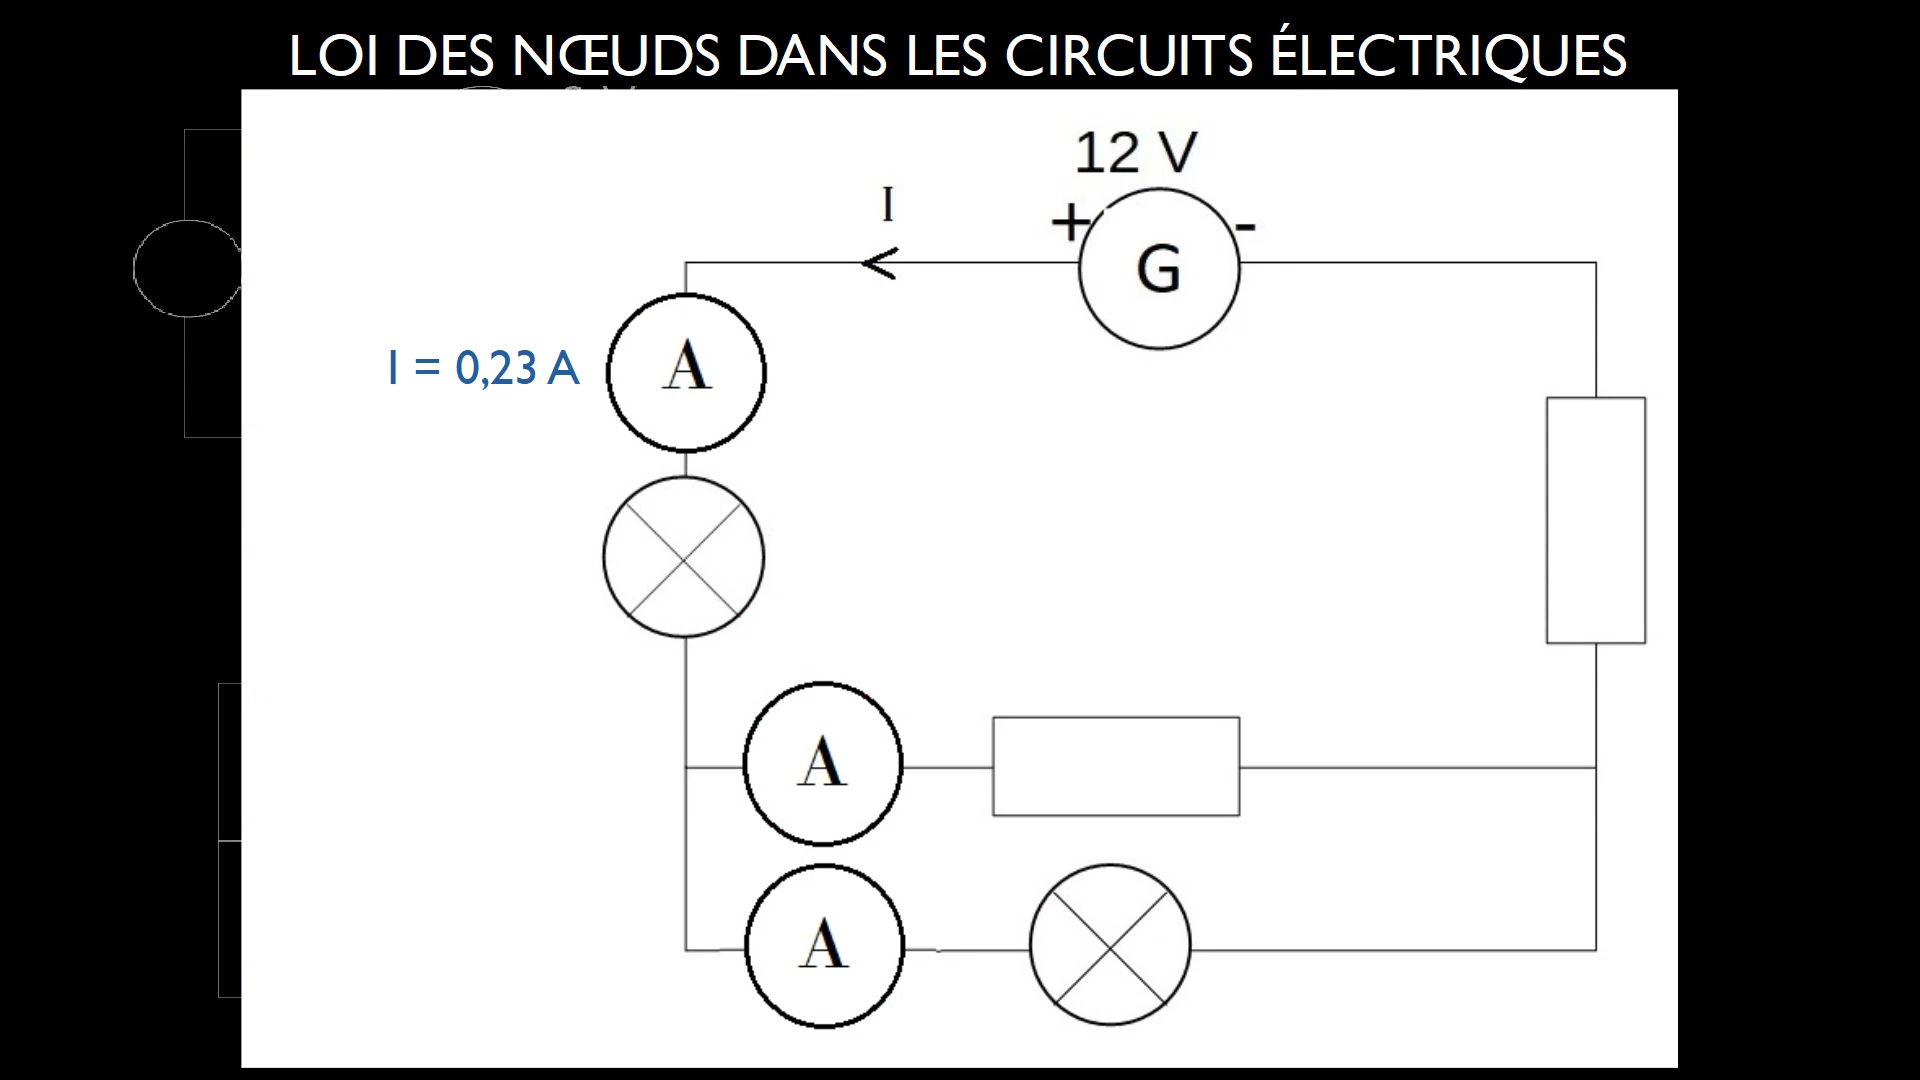 LOI DES NŒUDS DANS LES CIRCUITS ÉLECTRIQUES
12 V
I
+ -
G
I = 0,23 A
A
A
A